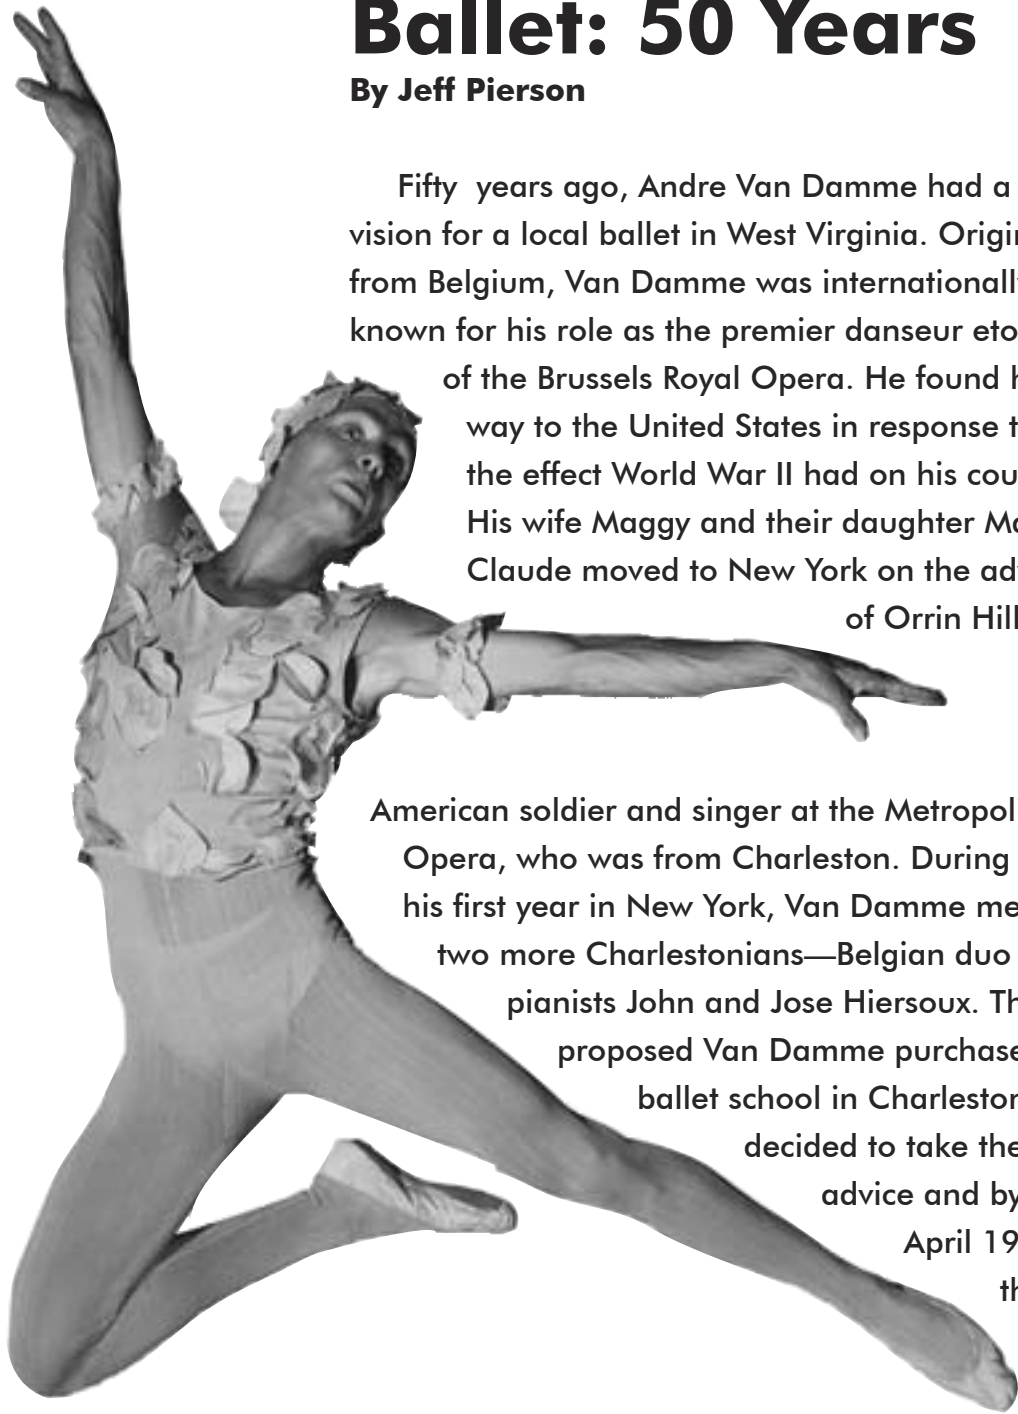 Ballet: 50 Years
By Jeff Pierson
Fifty years ago, Andre Van Damme had a
vision for a local ballet in West Virginia.
from Belgium, Van Damme was
known for his role as the premier danseur
of the Brussels Royal Opera. He found
way to the United States in response
the effect World War II had on his
His wife Maggy and their daughter
Claude moved to New York on the
of Orrin
American soldier and singer at the
Opera, who was from Charleston. During
his first year in New York, Van Damme
two more Charlestonians—Belgian duo
pianists John and Jose Hiersoux.
proposed Van Damme
ballet school in
decided to take
advice and
April